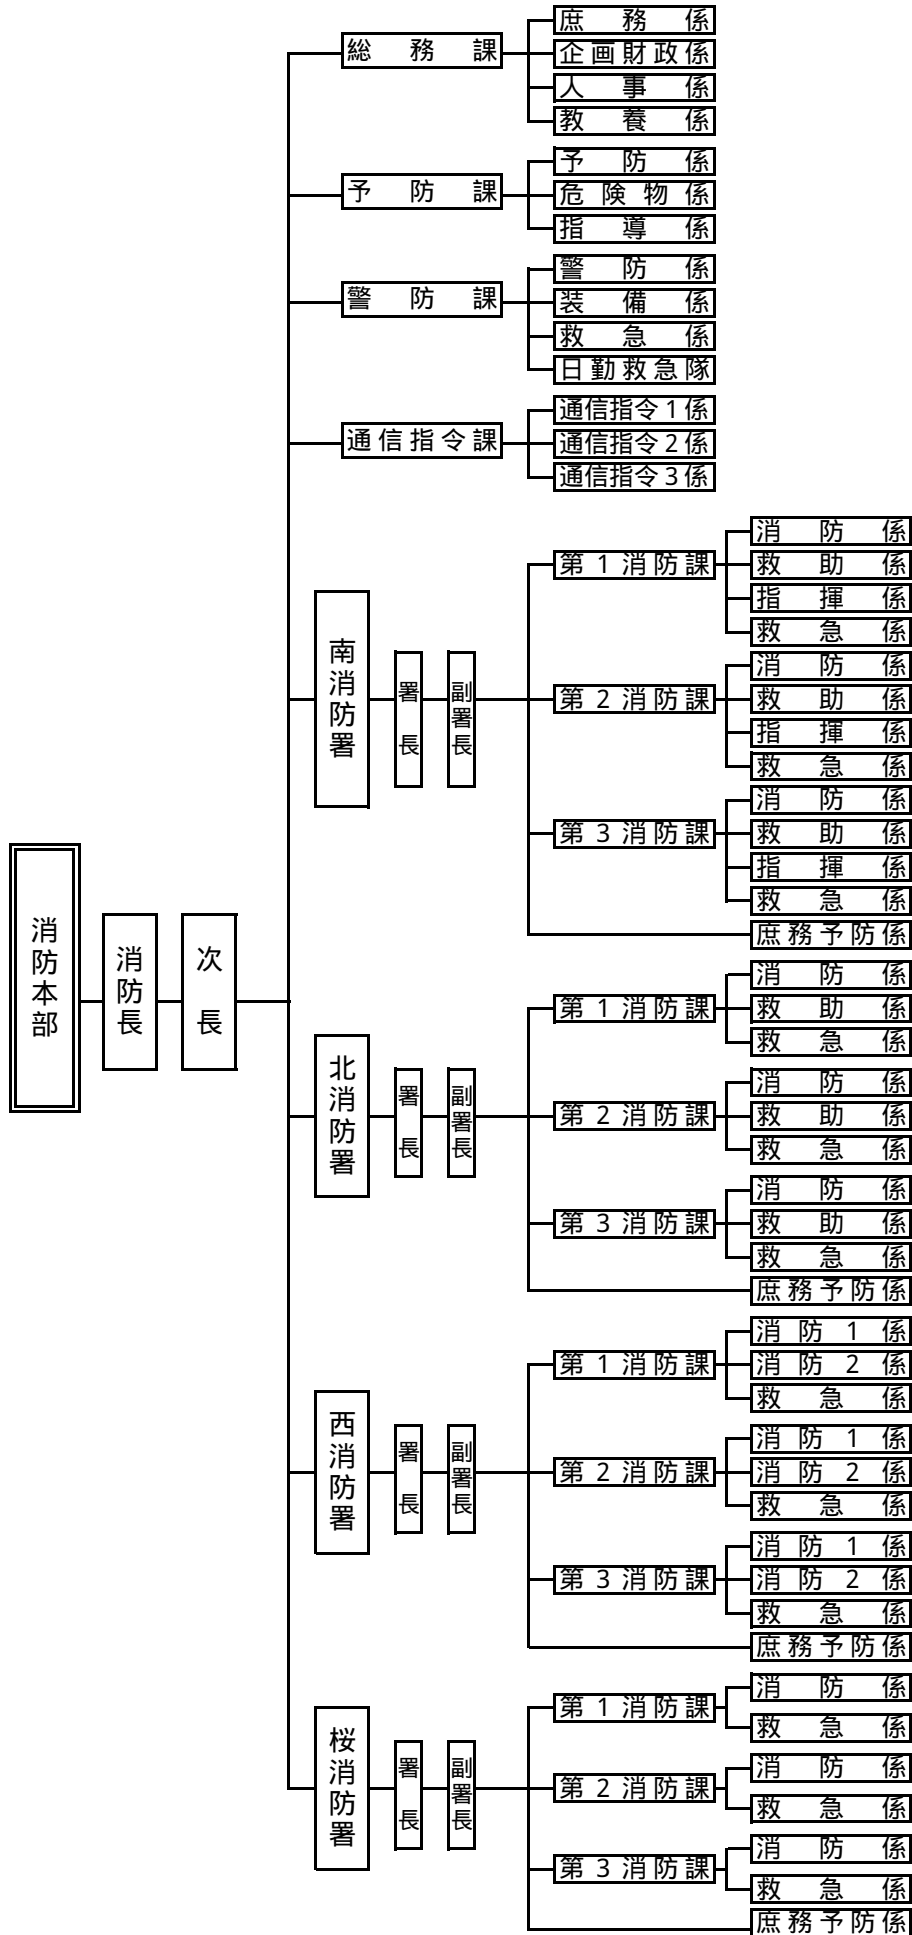 消防本部
消防長
次長
総務課
庶務係
企画財政係
人事係
教養係
予防課
予防係
危険物係
指導係
警防課
警防係
装備係
救急係
日勤救急隊
通信指令課
通信指令1係
通信指令2係
通信指令3係
南消防署
署長
副署長
第1消防課
消防係
救助係
指揮係
救急係
第2消防課
消防係
救助係
指揮係
救急係
第3消防課
消防係
救助係
指揮係
救急係
庶務予防係
北消防署
署長
副署長
第1消防課
消防係
救助係
救急係
第2消防課
消防係
救助係
救急係
第3消防課
消防係
救助係
救急係
庶務予防係
西消防署
署長
副署長
第1消防課
消防1係
消防2係
救急係
第2消防課
消防1係
消防2係
救急係
第3消防課
消防1係
消防2係
救急係
庶務予防係
桜消防署
署長
副署長
第1消防課
消防係
救急係
第2消防課
消防係
救急係
第3消防課
消防係
救急係
庶務予防係